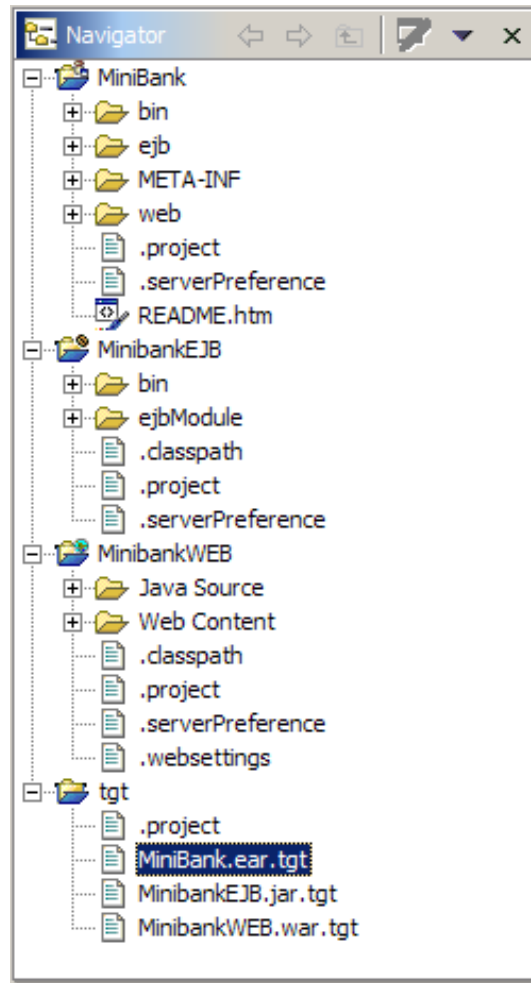 Navigator
MiniBank
bin
ejb
META-INF
web
.project
.serverPreference
README.htm
MinibankEJB
bin
ejbModule
.classpath
.project
.serverPreference
MinibankWEB
Java Source
Web Content
.classpath
.project
.serverPreference
.websettings
tgt
.project
MiniBank.ear.tgt
MinibankEJB.jar.tgt
MinibankWEB.war.tgt